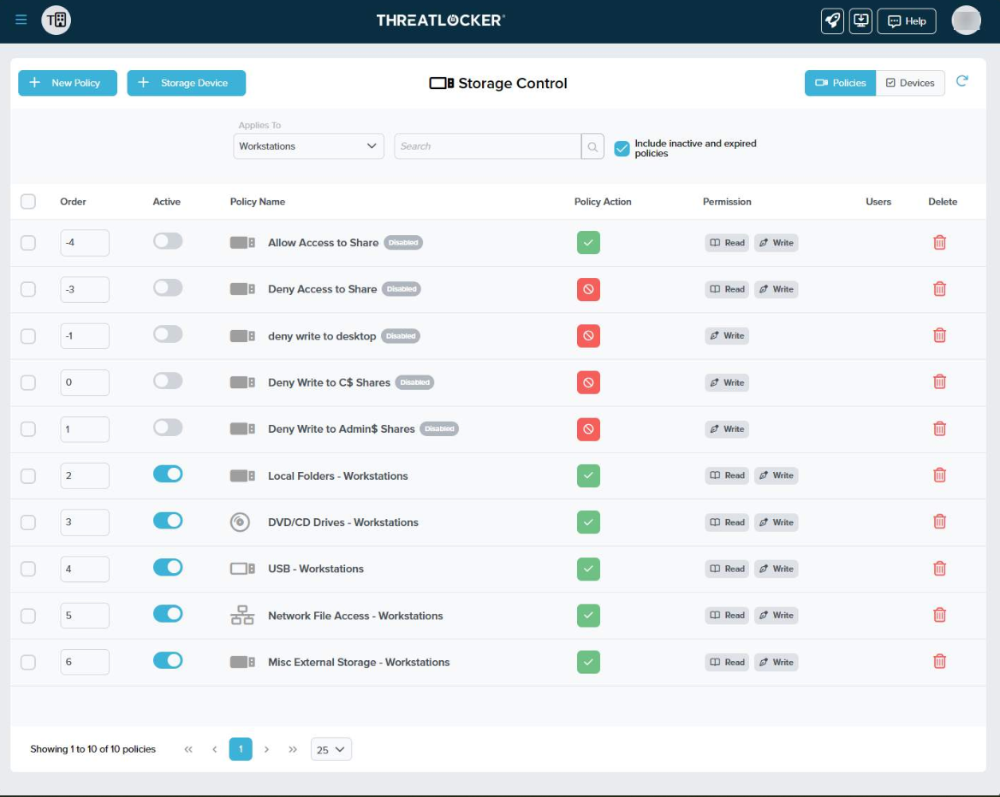 T
THREATLOCKER®
Help
New Policy
Storage Device
Storage Control
Policies
Devices
Applies To
Workstations
Search
Include inactive and expired
policies
Order Active Policy Name Policy Action Permission Users Delete
-4 Allow Access to Share Disabled Read Write
-3 Deny Access to Share Disabled Read Write
-1 deny write to desktop Disabled Write
0 Deny Write to C$ Shares Disabled Write
1 Deny Write to Admin$ Shares Disabled Write
2 Local Folders - Workstations Read Write
3 DVD/CD Drives - Workstations Read Write
4 USB - Workstations Read Write
5 Network File Access - Workstations Read Write
6 Misc External Storage - Workstations Read Write
Showing 1 to 10 of 10 policies << < 1 > >> 25